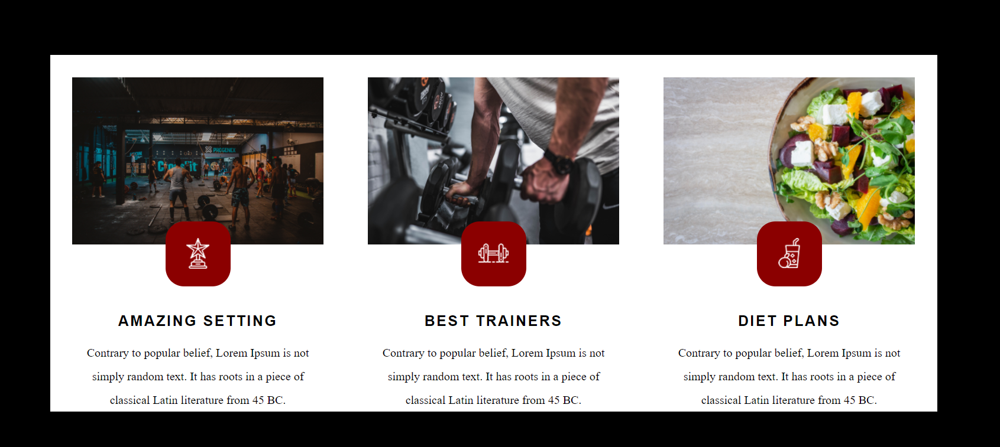 PROGENEX
CrossFit
AMAZING SETTING
Contrary to popular belief, Lorem Ipsum is not
simply random text. It has roots in a piece of
classical Latin literature from 45 BC.
BEST TRAINERS
Contrary to popular belief, Lorem Ipsum is not
simply random text. It has roots in a piece of
classical Latin literature from 45 BC.
DIET PLANS
Contrary to popular belief, Lorem Ipsum is not
simply random text. It has roots in a piece of
classical Latin literature from 45 BC.